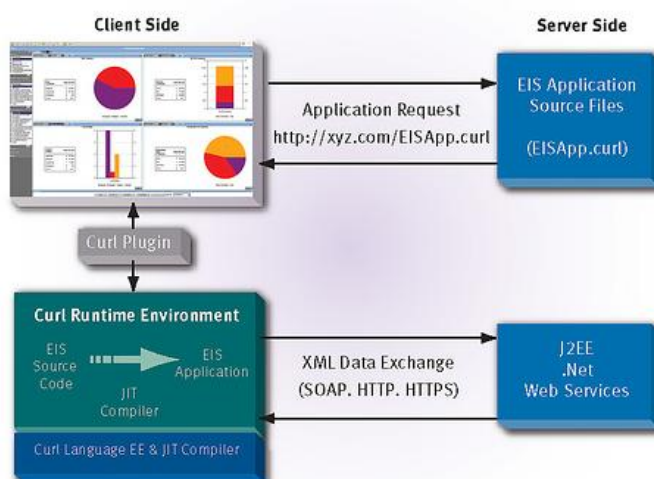 Client Side
Server Side
Application Request
http://xyz.com/EISApp.curl
EIS Application
Source Files
(EISApp.curl)
Curl Plugin
Curl Runtime Environment
EIS
Source
Code
EIS
Application
JIT
Compiler
Curl Language EE & JIT Compiler
XML Data Exchange
(SOAP. HTTP. HTTPS)
J2EE
.Net
Web Services